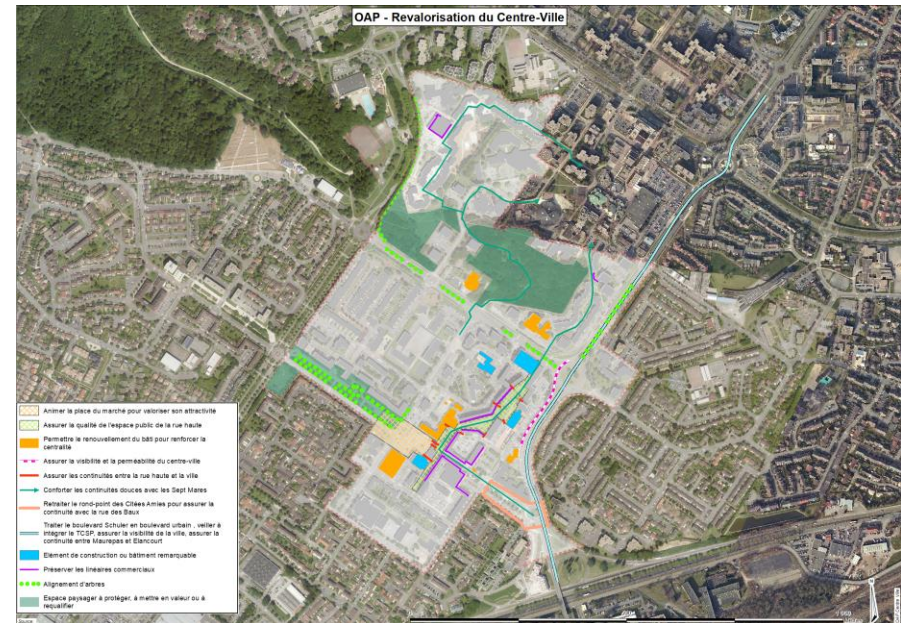 OAP - Revalorisation du Centre-Ville
Animer la place du marché pour valoriser son attractivité
Assurer la qualité de l'espace public de la rue haute
Permettre le renouvellement du bâti pour renforcer la
centralité
Assurer la visibilité et la perméabilité du centre-ville
Assurer les continuités entre la rue haute et la ville
Conforter les continuités douces avec les Sept Mares
Retraiter le rond-point des Citées Amies pour assurer la
continuité avec la rue des Baux
Traiter le boulevard Schuler en boulevard urbain , veiller à
intégrer le TCSP, assurer la visibilité de la ville, assurer la
continuité entre Maurepas et Elancourt
Elément de construction ou bâtiment remarquable
Préserver les linéaires commerciaux
Alignement d'arbres
Espace paysager à protéger, à mettre en valeur ou à
requalifier
Source